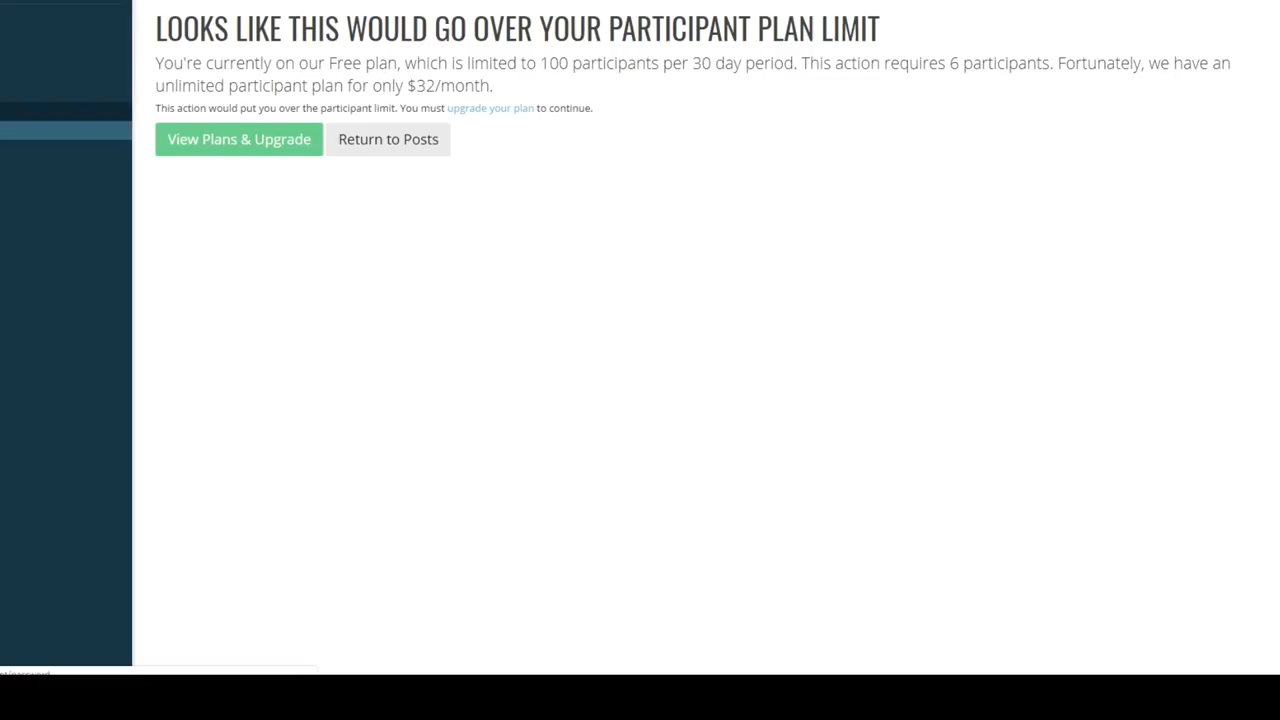 LOOKS LIKE THIS WOULD GO OVER YOUR PARTICIPANT PLAN LIMIT
You're currently on our Free plan, which is limited to 100 participants per 30 day period. This action requires 6 participants. Fortunately, we have an
unlimited participant plan for only $32/month.
This action would put you over the participant limit. You must upgrade your plan to continue.
View Plans & Upgrade
Return to Posts